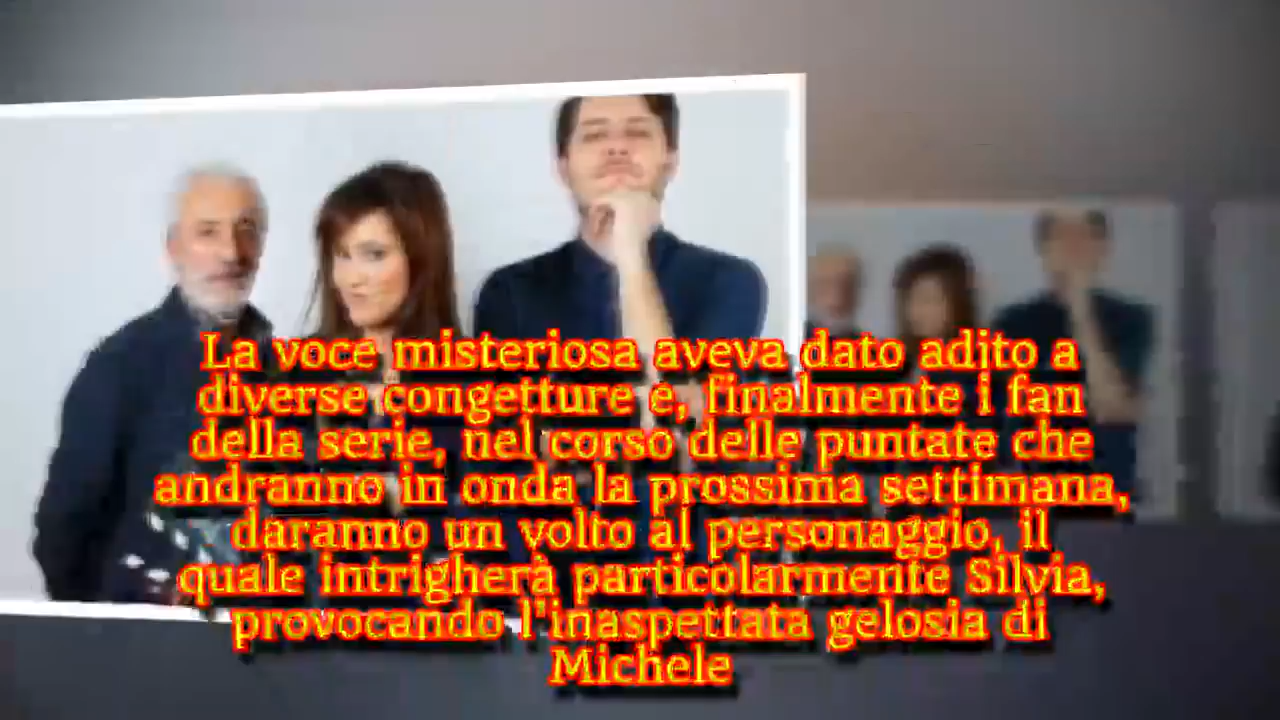 La voce misteriosa aveva dato adito a
diverse congetture e, finalmente i fan
della serie, nel corso delle puntate che
andranno in onda la prossima settimana,
daranno un volto al personaggio, il
quale intrigherà particolarmente Silvia,
provocando l'inaspettata gelosia di
Michele